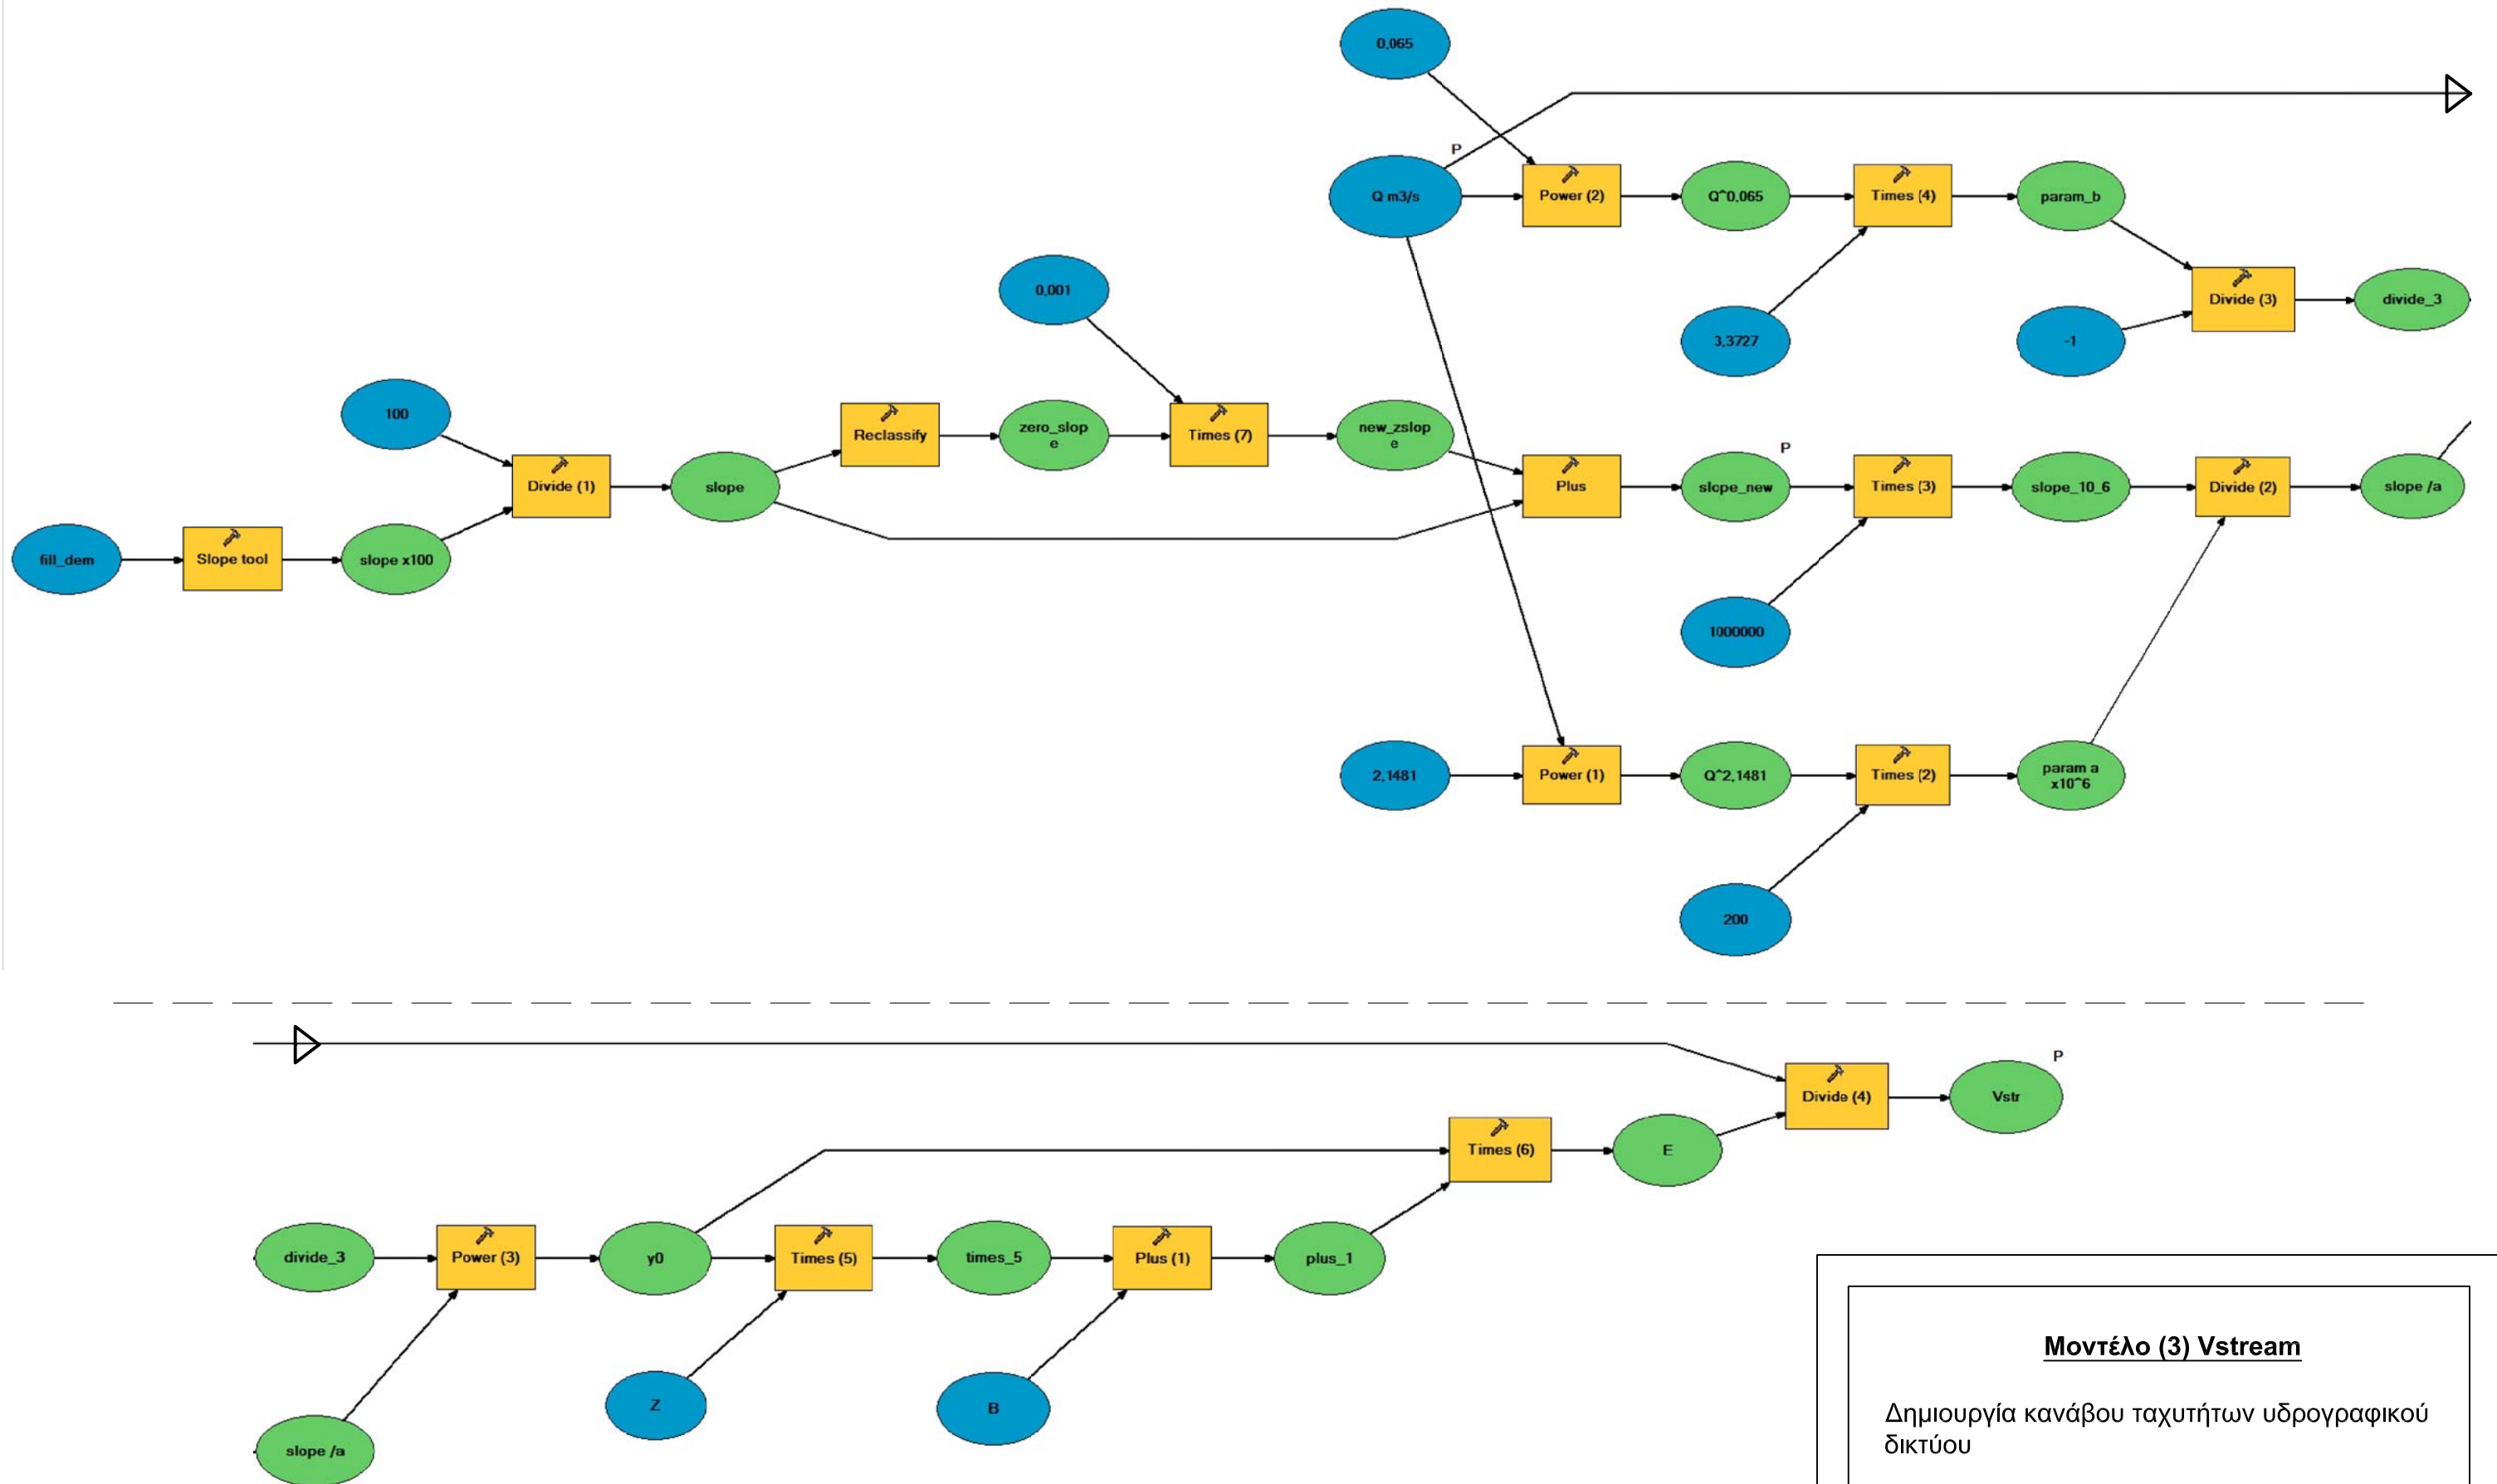 0,065
P
Q m3/s
Power (2)
Q^0,065
Times (4)
param_b
0,001
3,3727
-1
Divide (3)
divide_3
100
Reclassify
zero_slop
e
Times (7)
new_zslop
e
P
Divide (1)
slope
Plus
slope_new
Times (3)
slope_10_6
Divide (2)
slope /a
fill_dem
Slope tool
slope x100
1000000
2,1481
Power (1)
Q^2,1481
Times (2)
param a
x10^6
200
P
Divide (4)
Vstr
Times (6)
E
divide_3
Power (3)
y0
Times (5)
times_5
Plus (1)
plus_1
Z
B
slope /a
Μοντέλο (3) Vstream
Δημιουργία κανάβου ταχυτήτων υδρογραφικού
δικτύου